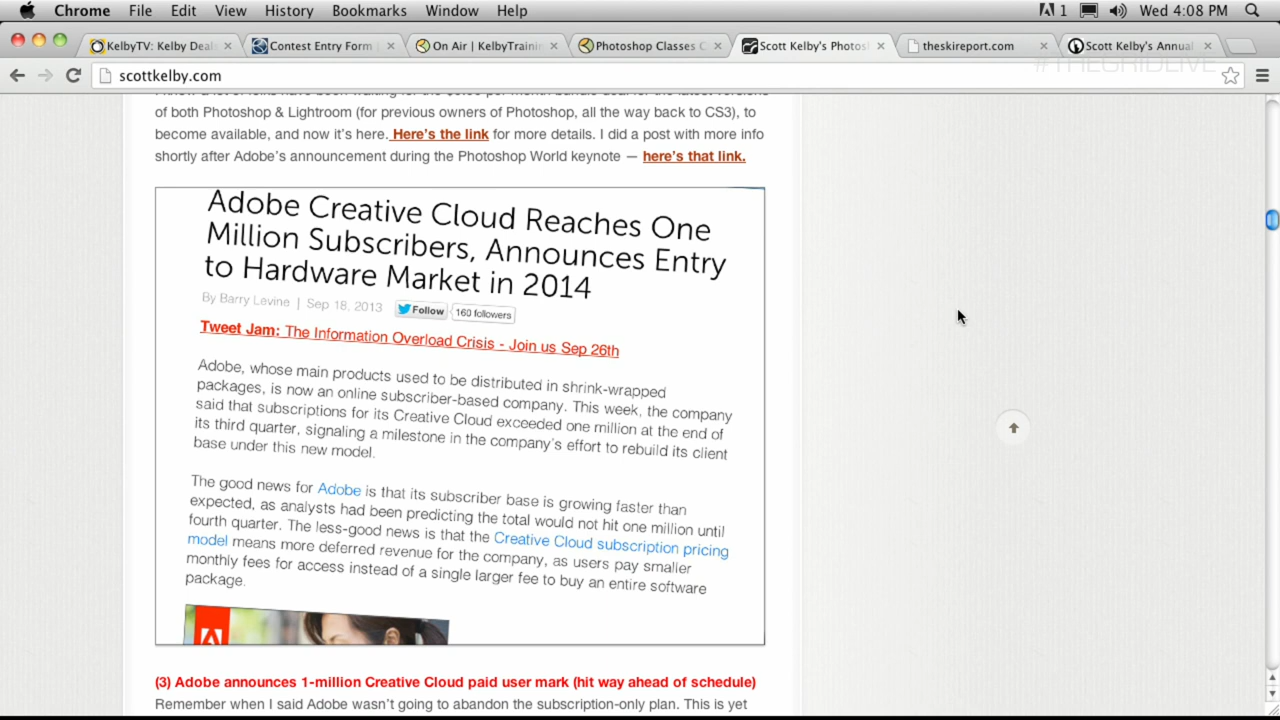 Chrome File Edit View History Bookmarks Window Help 1 Wed 4:08 PM
KelbyTV: Kelby Deal × Contest Entry Form × On Air | KelbyTrainin × Photoshop Classes C × Scott Kelby's Photos × theskireport.com × Scott Kelby's Annual ×
#THEGRIDLIVE
scottkelby.com
of both Photoshop & Lightroom (for previous owners of Photoshop, all the way back to CS3), to
become available, and now it's here. Here's the link for more details. I did a post with more info
shortly after Adobe's announcement during the Photoshop World keynote — here's that link.
Adobe Creative Cloud Reaches One
Million Subscribers, Announces Entry
to Hardware Market in 2014
By Barry Levine | Sep 18, 2013 Follow 160 followers
Tweet Jam: The Information Overload Crisis - Join us Sep 26th
Adobe, whose main products used to be distributed in shrink-wrapped
packages, is now an online subscriber-based company. This week, the company
said that subscriptions for its Creative Cloud exceeded one million at the end of
its third quarter, signaling a milestone in the company's effort to rebuild its client
base under this new model.
The good news for Adobe is that its subscriber base is growing faster than
expected, as analysts had been predicting the total would not hit one million until
fourth quarter. The less-good news is that the Creative Cloud subscription pricing
model means more deferred revenue for the company, as users pay smaller
monthly fees for access instead of a single larger fee to buy an entire software
package.
(3) Adobe announces 1-million Creative Cloud paid user mark (hit way ahead of schedule)
Remember when I said Adobe wasn't going to abandon the subscription-only plan. This is yet